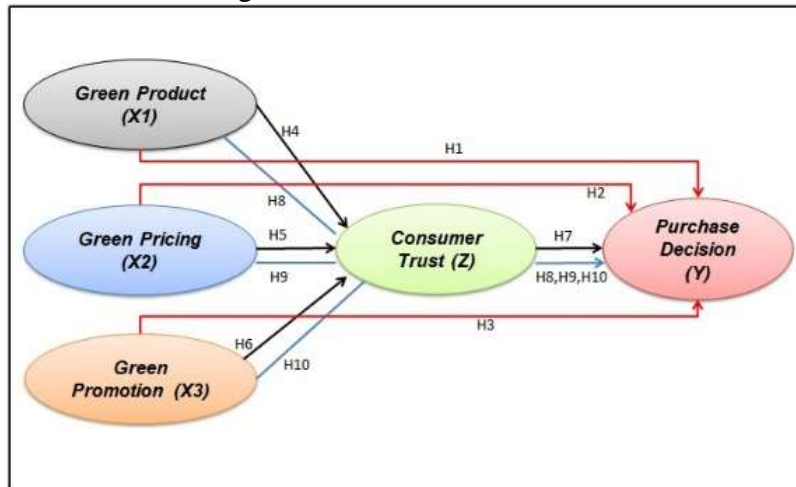 Green Product
(X1)
H4
H1
H8
H2
Green Pricing
(X2)
H5
H9
Consumer
Trust (Z)
H7
H8,H9,H10
Purchase
Decision
(Y)
H3
H6
H10
Green
Promotion (X3)